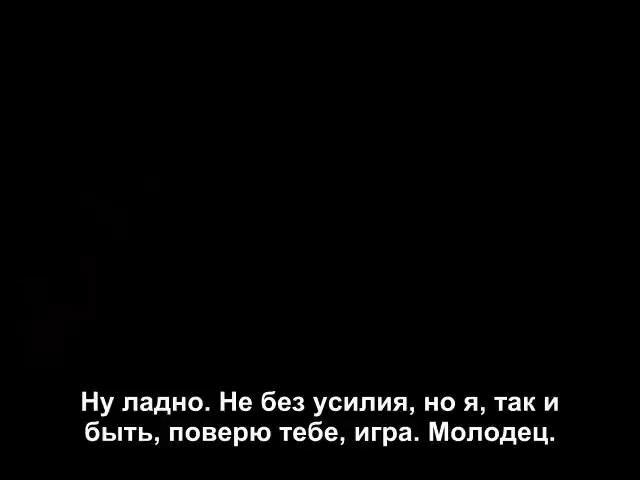 Ну ладно. Не без усилия, но я, так и
быть, поверю тебе, игра. Молодец.